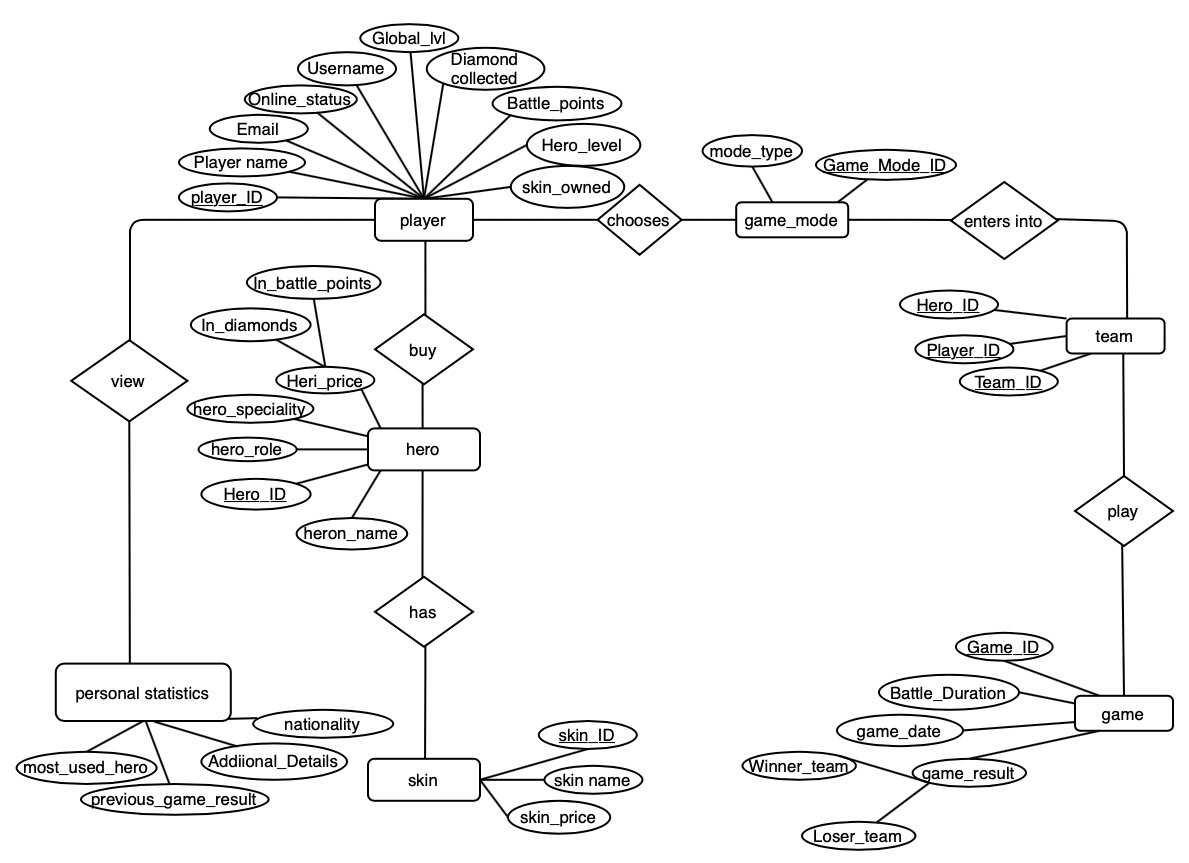 Global_lvl
Username
Diamond
collected
Online_status
Battle_points
Email
Hero_level
Player name
skin_owned
player_ID
player
chooses
mode_type
Game_Mode_ID
game_mode
enters into
In_battle_points
In_diamonds
Heri_price
buy
view
hero_speciality
hero_role
hero
Hero_ID
heron_name
Hero_ID
team
Player_ID
Team_ID
play
has
personal statistics
nationality
most_used_hero
Addiional_Details
previous_game_result
skin_ID
skin
skin name
skin_price
Game_ID
Battle_Duration
game
game_date
Winner_team
game_result
Loser_team